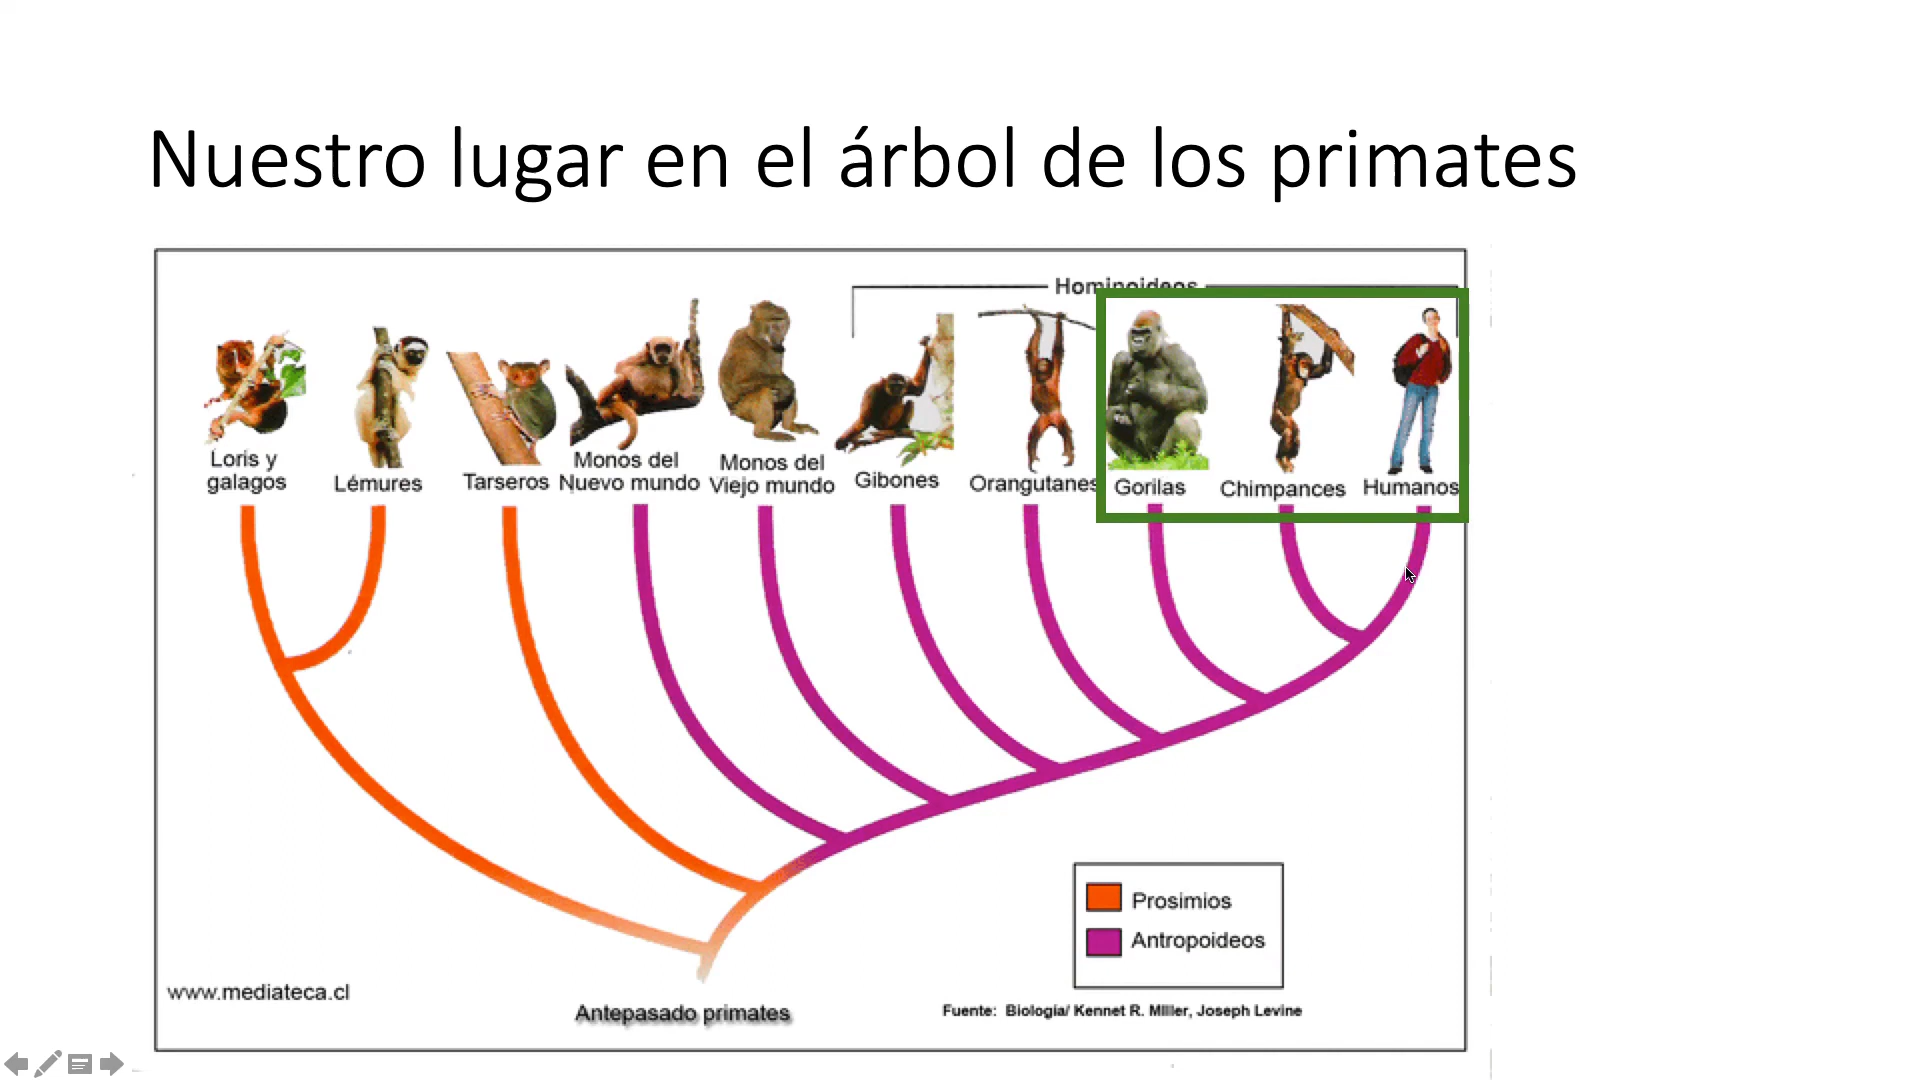 Nuestro lugar en el árbol de los primates
Hominoideos
Loris y
galagos
Lémures
Tarseros
Monos del
Nuevo mundo
Monos del
Viejo mundo
Gibones
Orangutanes
Gorilas
Chimpances
Humanos
Prosimios
Antropoideos
www.mediateca.cl
Antepasado primates
Fuente: Biología/ Kennet R. MIller, Joseph Levine